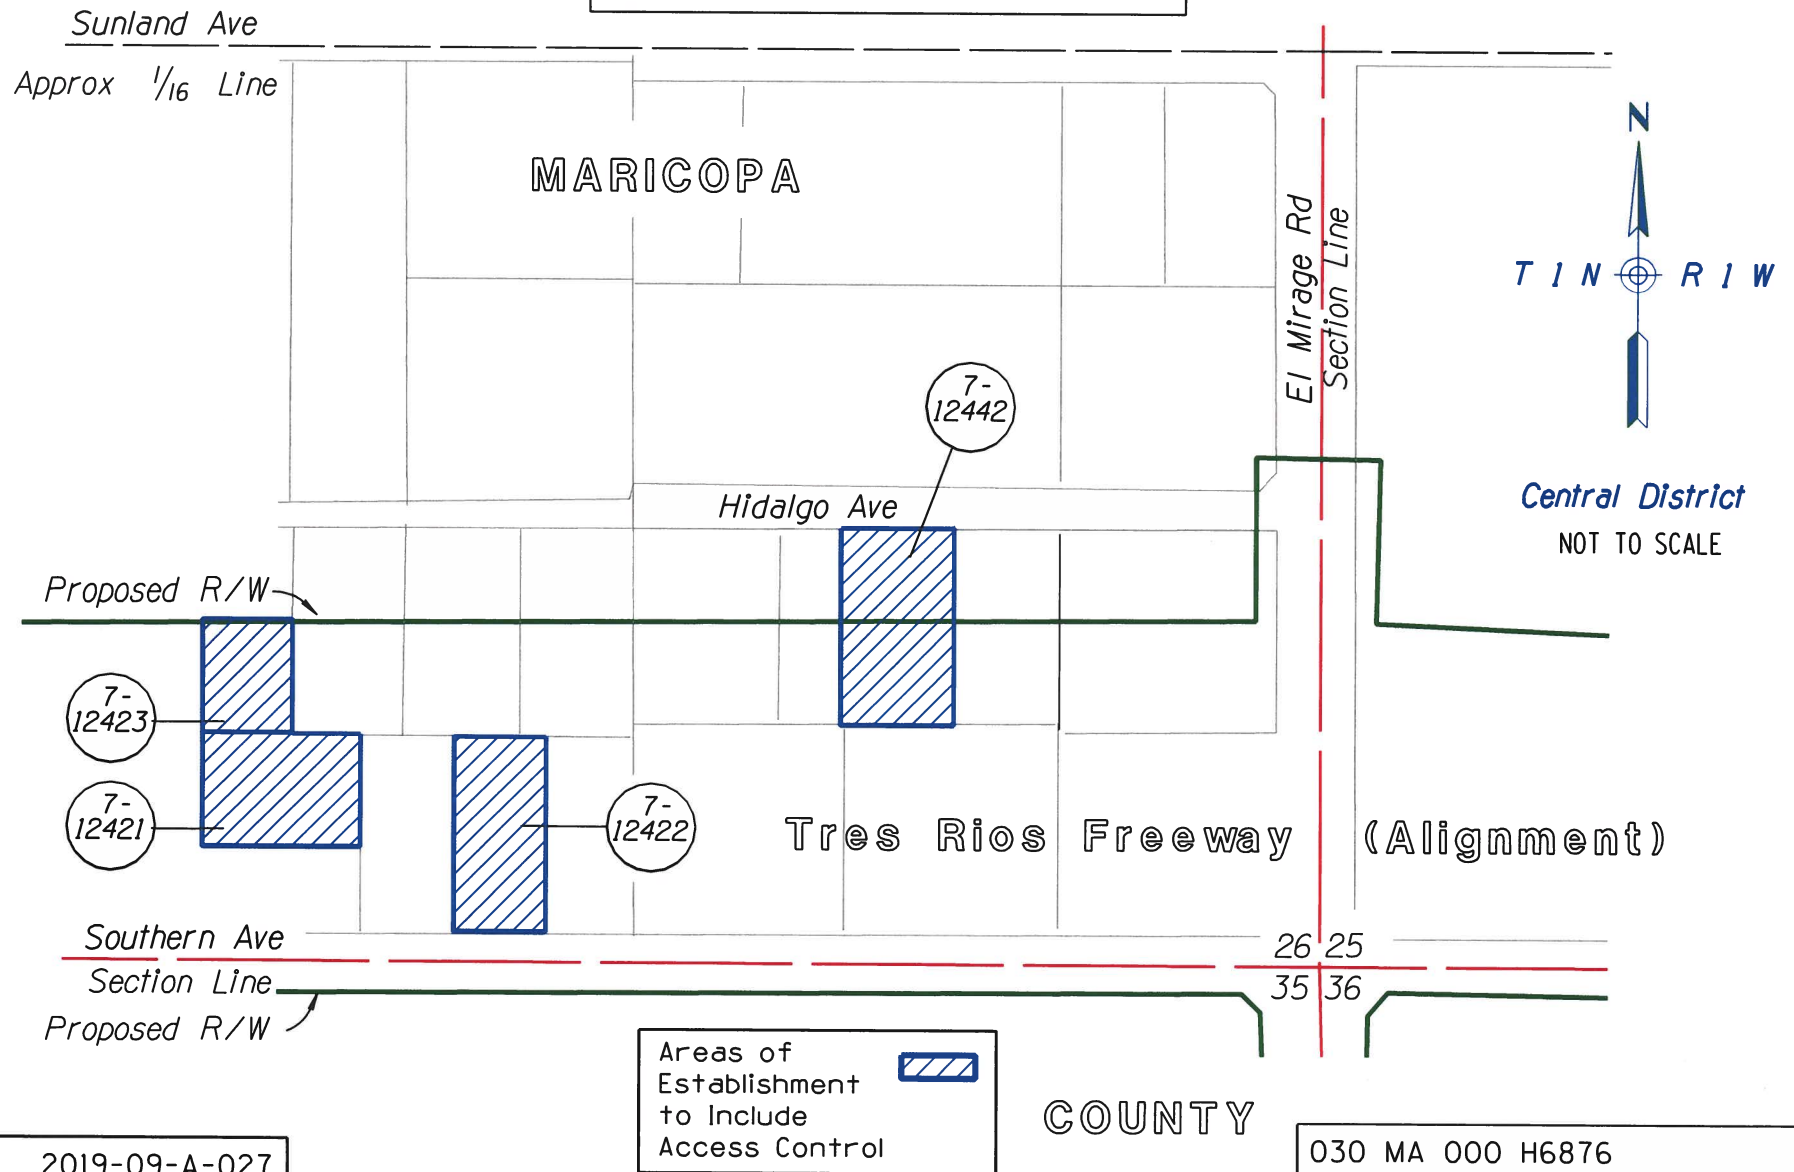 Sunland Ave
Approx 1/16 Line
MARICOPA
N
El Mirage Rd
Section Line
T 1 N R 1 W
7-
12442
Central District
NOT TO SCALE
Hidalgo Ave
Proposed R/W
7-
12423
7-
12421
7-
12422
Tres Rios Freeway (Alignment)
Southern Ave
26 25
Section Line
35 36
Proposed R/W
Areas of
Establishment
to Include
Access Control
COUNTY
2019-09-A-027
030 MA 000 H6876